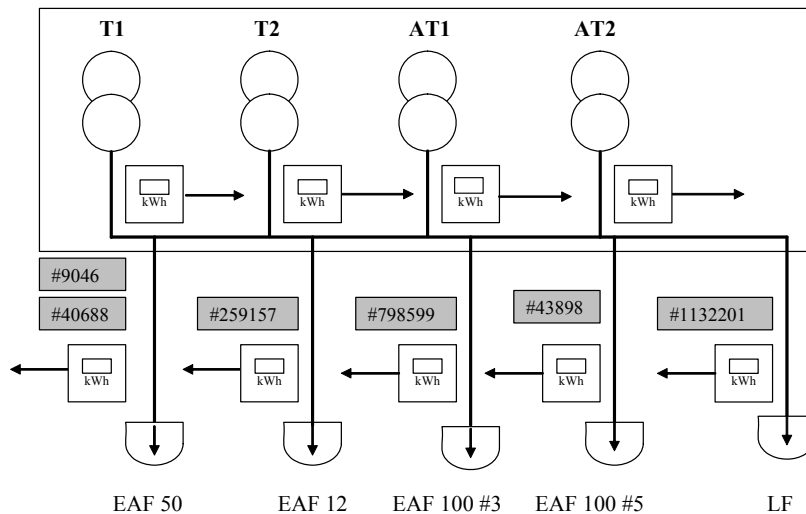 T1 T2 AT1 AT2
kWh kWh kWh kWh
#9046
#40688 #259157 #798599 #43898 #1132201
kWh kWh kWh kWh kWh
EAF 50 EAF 12 EAF 100 #3 EAF 100 #5 LF